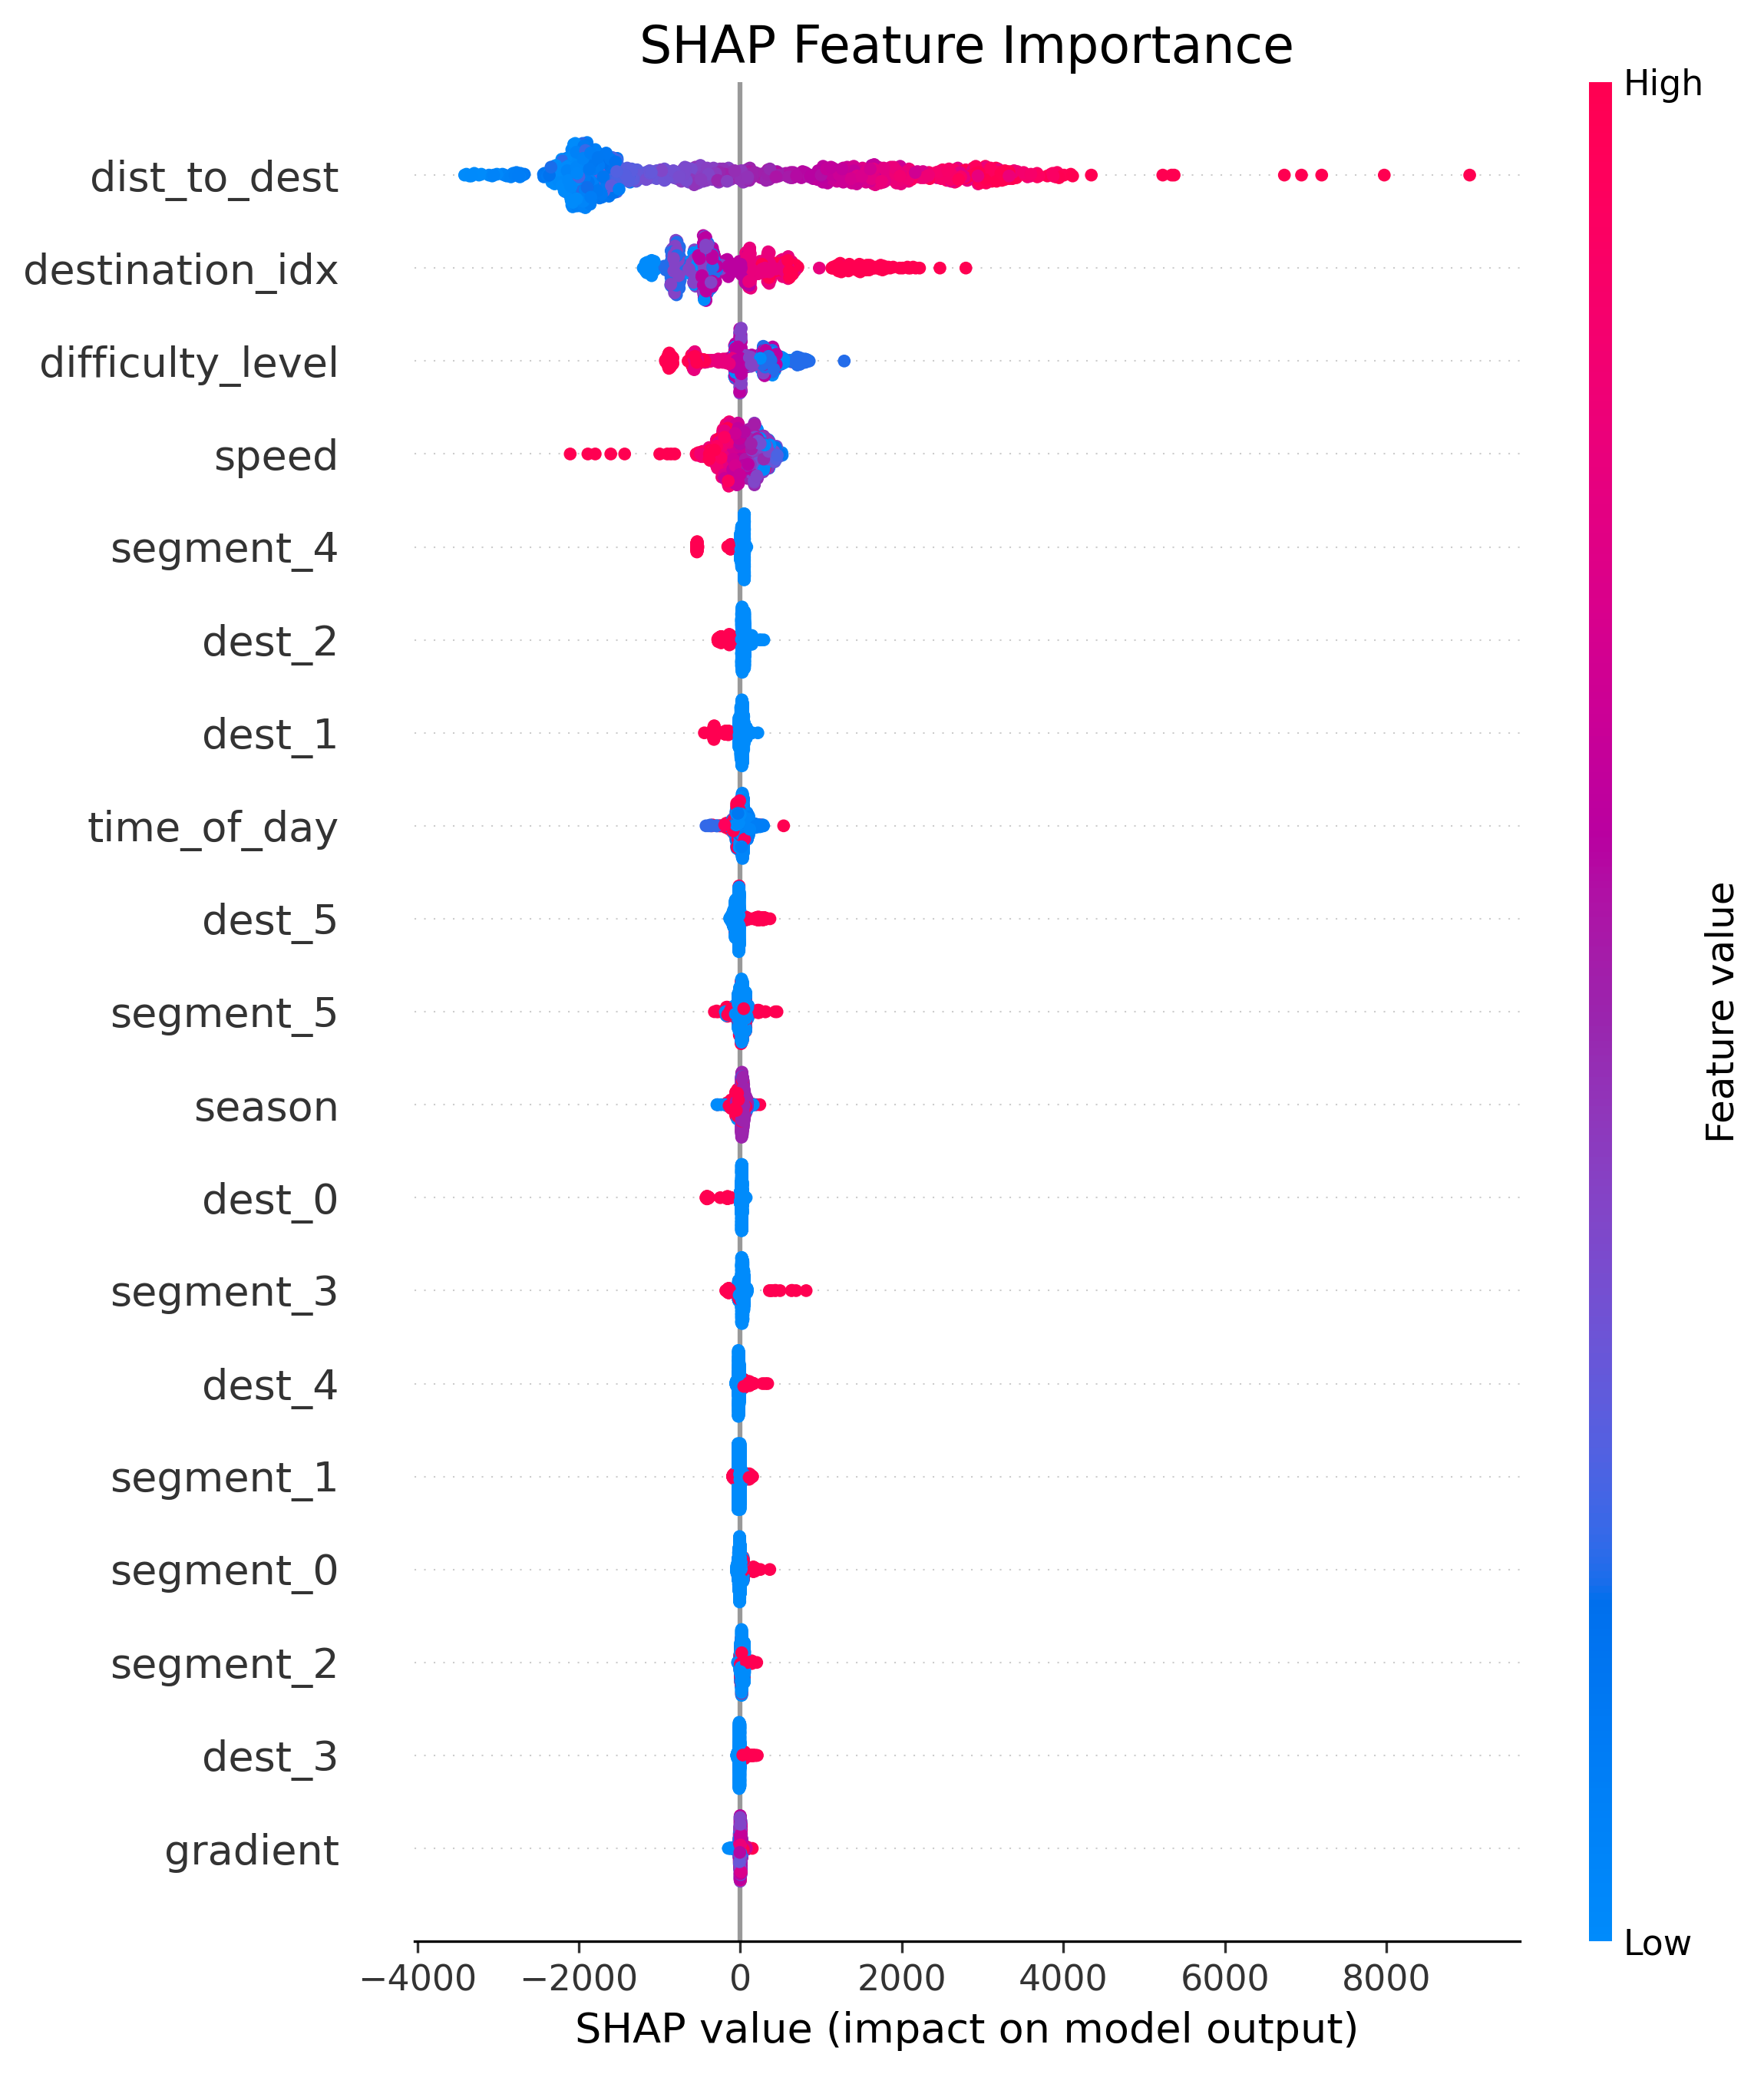 SHAP Feature Importance
High
dist_to_dest
destination_idx
difficulty_level
speed
segment_4
dest_2
dest_1
time_of_day
dest_5
segment_5
season
dest_0
segment_3
dest_4
segment_1
segment_0
segment_2
dest_3
gradient
Feature value
Low
−4000 −2000 0 2000 4000 6000 8000
SHAP value (impact on model output)